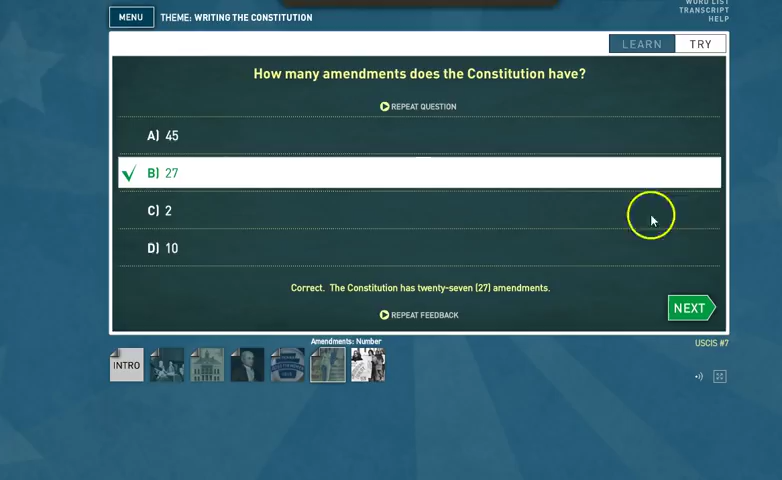 WORD LIST
MENU
THEME: WRITING THE CONSTITUTION
TRANSCRIPT
HELP
LEARN
TRY
How many amendments does the Constitution have?
REPEAT QUESTION
A) 45
B) 27
C) 2
D) 10
Correct. The Constitution has twenty-seven (27) amendments.
NEXT
REPEAT FEEDBACK
Amendments: Number
USCIS #7
INTRO